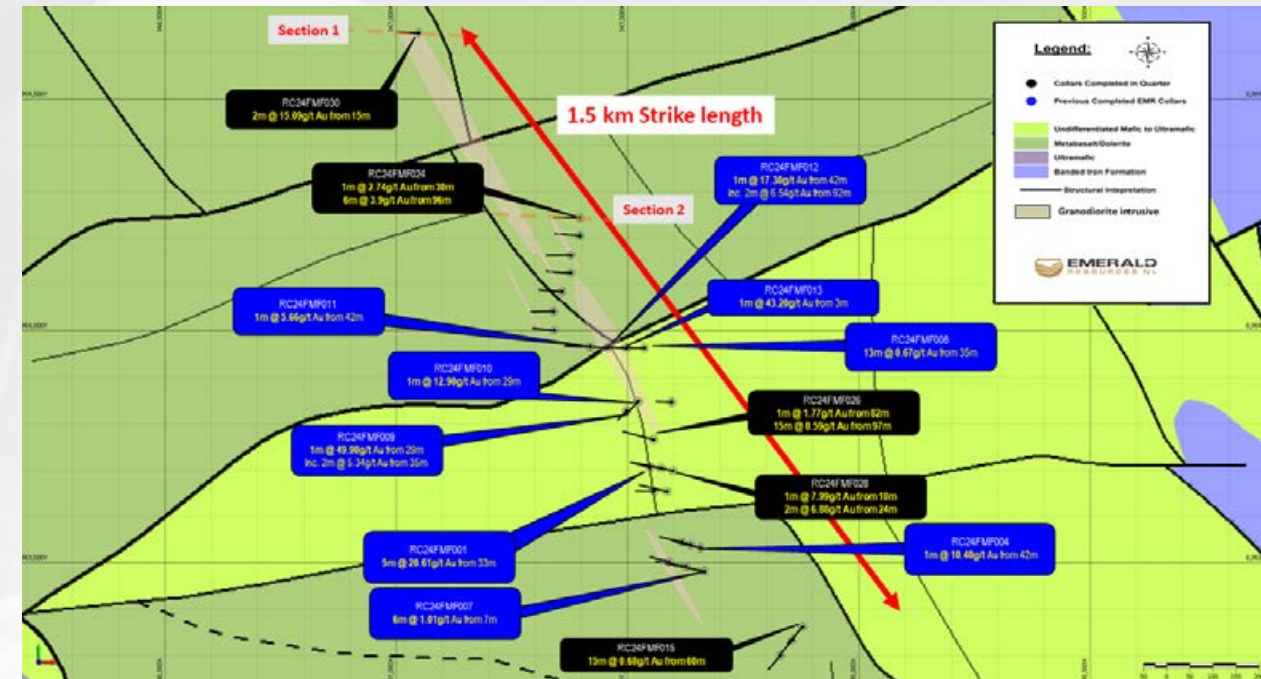 Section 1
RC24FMF030
2m @ 15.09g/t Au from 15m
1.5 km Strike length
RC24FMF024
1m @ 2.74g/t Au from 30m
6m @ 3.9g/t Au from 96m
Section 2
RC24FMF012
1m @ 17.30g/t Au from 42m
Inc. 2m @ 6.54g/t Au from 92m
RC24FMF013
1m @ 43.20g/t Au from 3m
RC24FMF011
1m @ 5.66g/t Au from 42m
RC24FMF008
13m @ 0.67g/t Au from 35m
RC24FMF010
1m @ 12.90g/t Au from 29m
RC24FMF026
1m @ 1.77g/t Au from 82m
15m @ 0.59g/t Au from 97m
RC24FMF009
1m @ 49.90g/t Au from 29m
Inc. 2m @ 5.34g/t Au from 35m
RC24FMF028
1m @ 7.99g/t Au from 18m
2m @ 6.88g/t Au from 24m
RC24FMF001
5m @ 20.61g/t Au from 33m
RC24FMF004
1m @ 10.40g/t Au from 42m
RC24FMF007
6m @ 1.01g/t Au from 7m
RC24FMF015
15m @ 0.68g/t Au from 60m
Legend:
Collars Completed in Quarter
Previous Completed EMR Collars
Undifferentiated Mafic to Ultramafic
Metabasalt/Dolerite
Ultramafic
Banded Iron Formation
Structural Intepretation
Granodiorite intrusive
EMERALD
RESOURCES NL